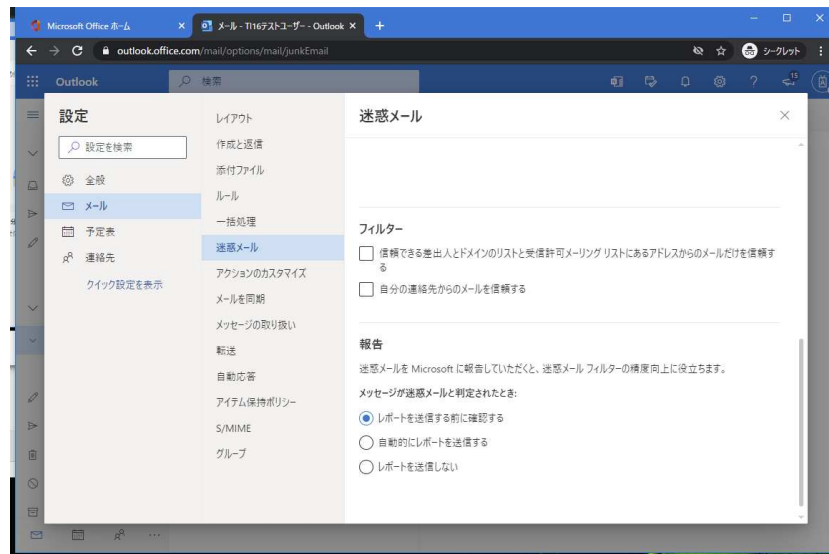 Microsoft Office ホーム
メール - TI16テストユーザー - Outlook
outlook.office.com/mail/options/mail/junkEmail
シークレット
Outlook
検索
15
設定
設定を検索
全般
メール
予定表
連絡先
クイック設定を表示
レイアウト
作成と返信
添付ファイル
ルール
一括処理
迷惑メール
アクションのカスタマイズ
メールを同期
メッセージの取り扱い
転送
自動応答
アイテム保持ポリシー
S/MIME
グループ
迷惑メール
フィルター
信頼できる差出人とドメインのリストと受信許可メーリング リストにあるアドレスからのメールだけを信頼す
る
自分の連絡先からのメールを信頼する
報告
迷惑メールを Microsoft に報告していただくと、迷惑メール フィルターの精度向上に役立ちます。
メッセージが迷惑メールと判定されたとき:
レポートを送信する前に確認する
自動的にレポートを送信する
レポートを送信しない